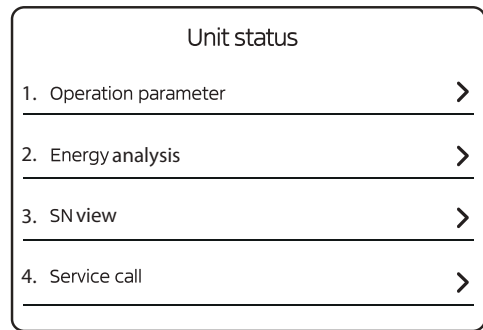 Unit status
1. Operation parameter
2. Energy analysis
3. SN view
4. Service call